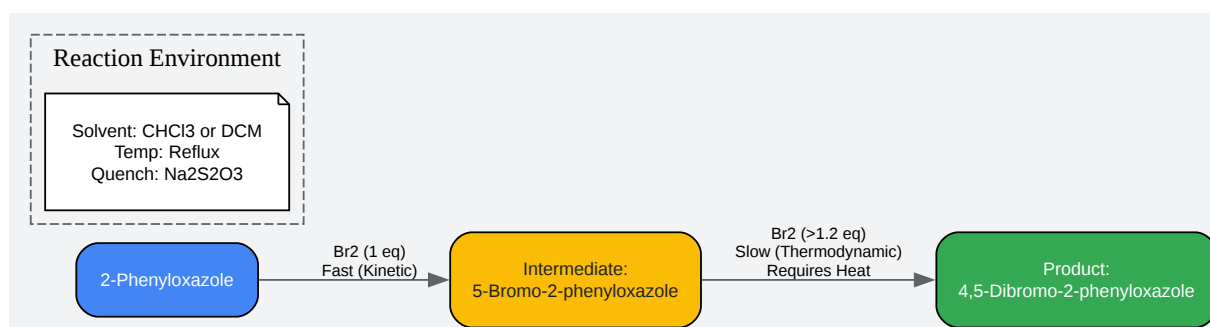 Reaction Environment
Solvent: CHCl3 or DCM
Temp: Reflux
Quench: Na2S2O3
2-Phenyloxazole
Br2 (1 eq)
Fast (Kinetic)
Intermediate:
5-Bromo-2-phenyloxazole
Br2 (>1.2 eq)
Slow (Thermodynamic)
Requires Heat
Product:
4,5-Dibromo-2-phenyloxazole